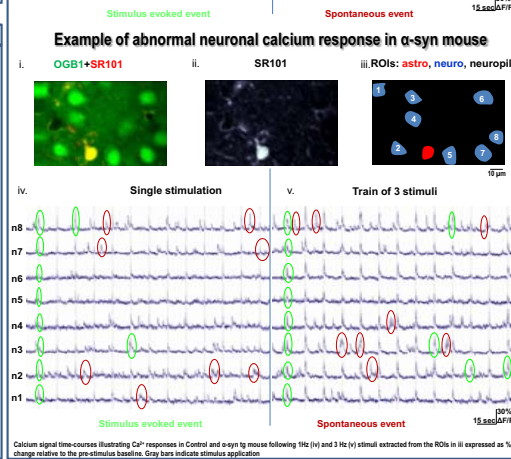 30%
Stimulus evoked event Spontaneous event 15 sec ΔF/F
Example of abnormal neuronal calcium response in α-syn mouse
i. OGB1+SR101 ii. SR101 iii. ROIs: astro, neuro, neuropil
1
3
6
4
8
2
5
7
10 µm
iv. Single stimulation v. Train of 3 stimuli
n8
n7
n6
n5
n4
n3
n2
n1
30%
Stimulus evoked event Spontaneous event 15 sec ΔF/F
Calcium signal time-courses illustrating Ca²⁺ responses in Control and α-syn tg mouse following 1Hz (iv) and 3 Hz (v) stimuli extracted from the ROIs in iii expressed as %
change relative to the pre-stimulus baseline. Gray bars indicate stimulus application